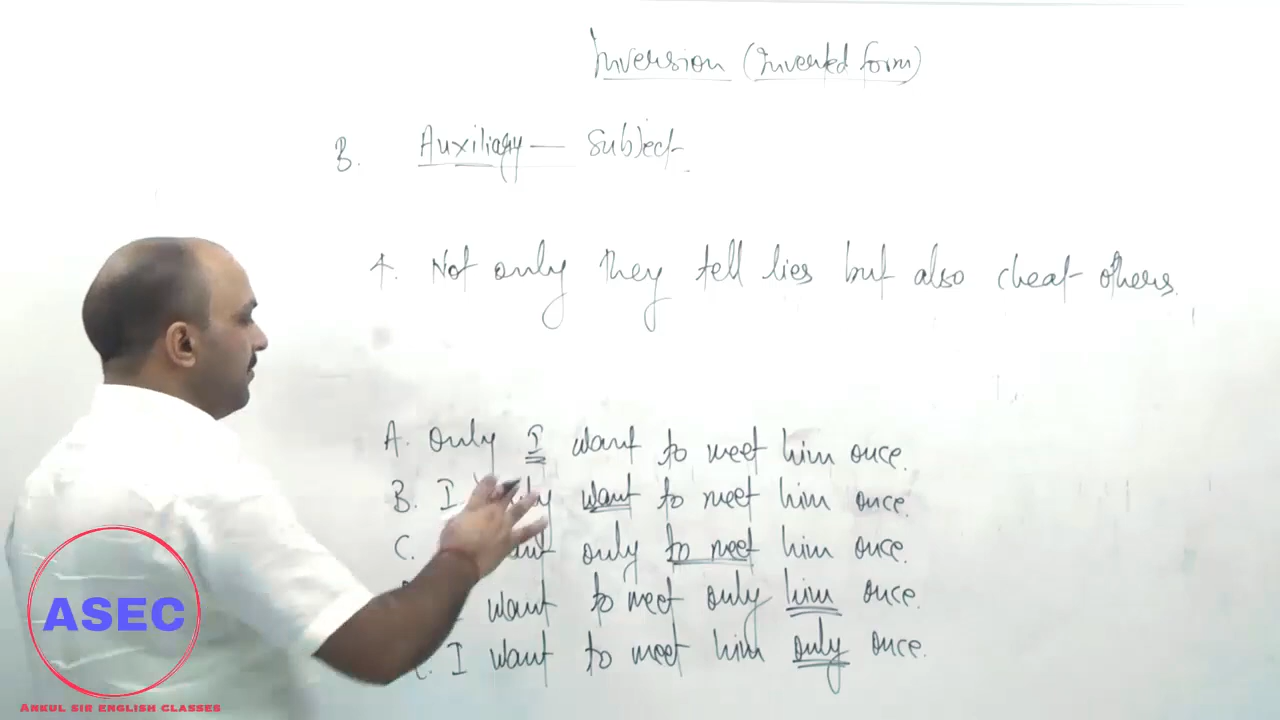 Inversion (Inverted form)
B. Auxiliary — Subject
4. Not only they tell lies but also cheat others.
A. Only I want to meet him once.
B. I want to meet him once.
C. only to meet him once.
I want to meet only him once.
I want to meet him only once.
ASEC
ANKUL SIR ENGLISH CLASSES